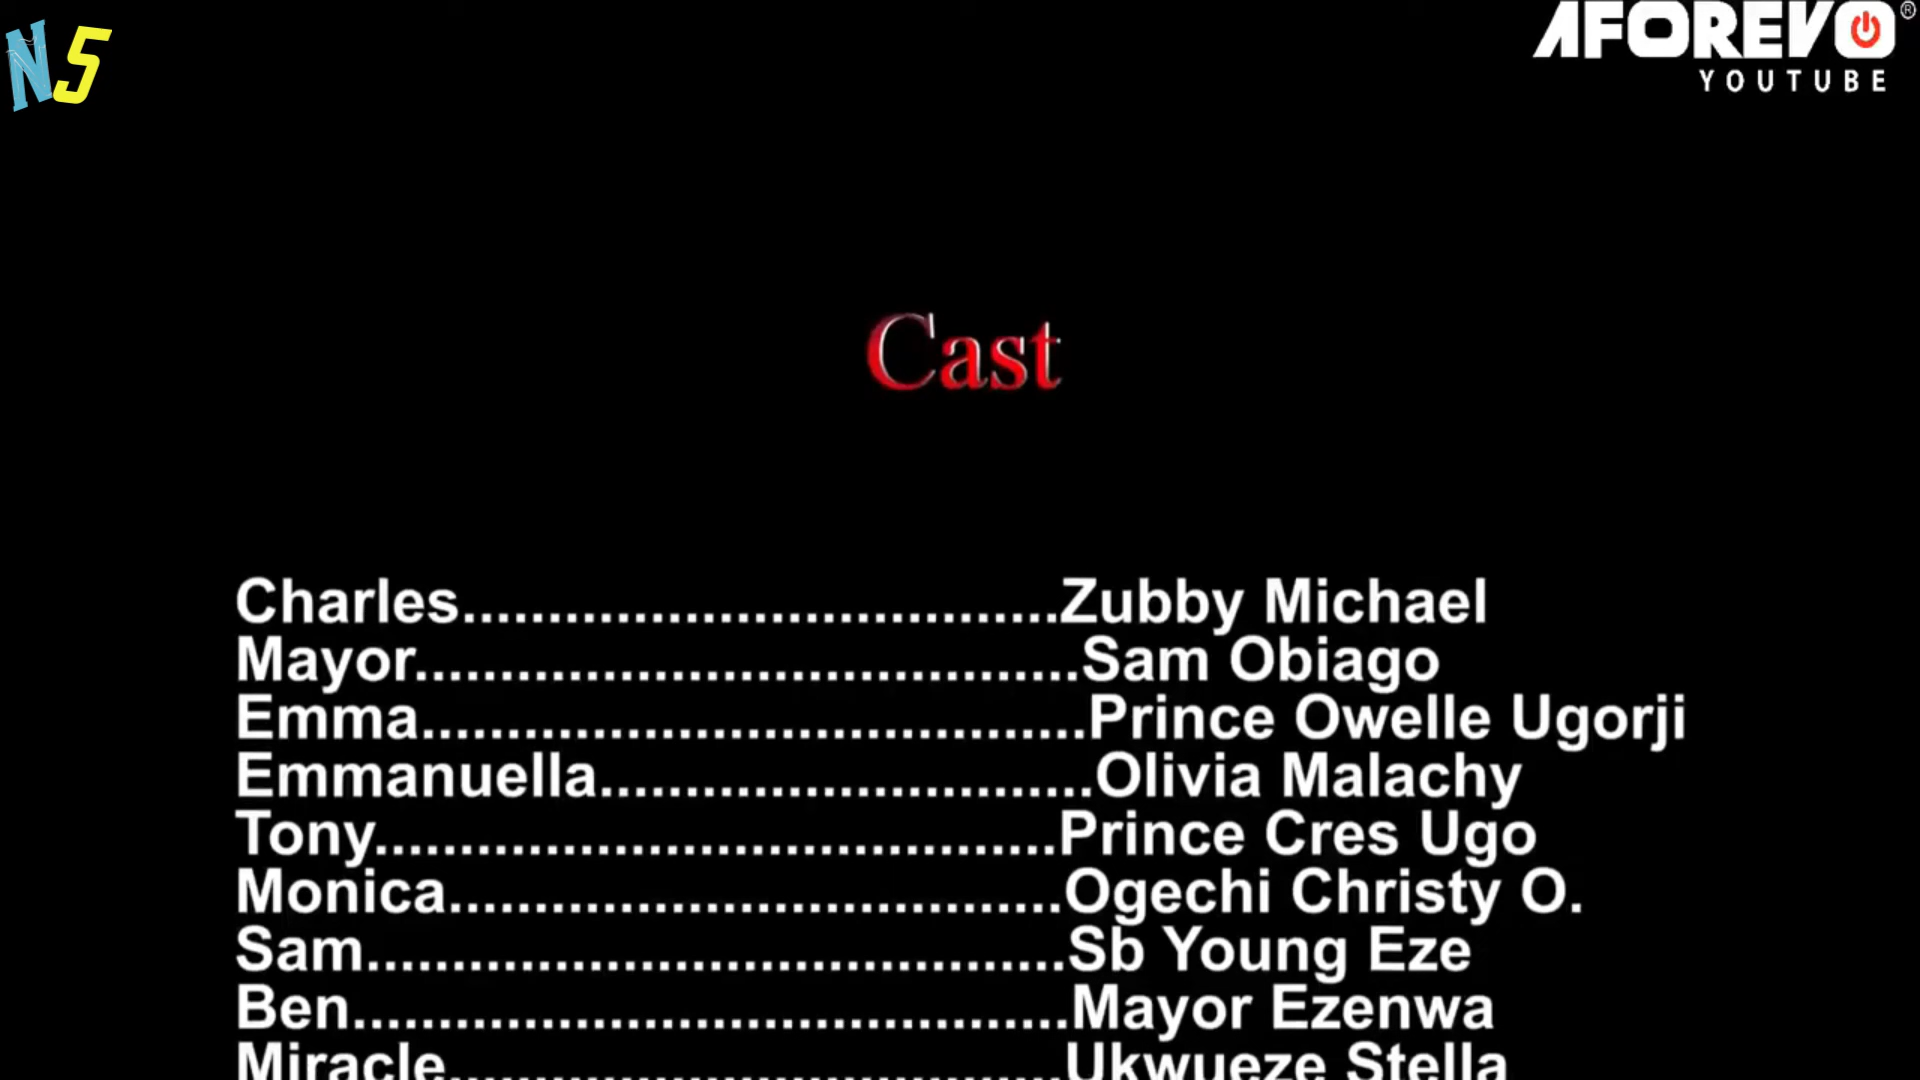 N5
AFOREVO®
YOUTUBE
Cast
Charles...................................Zubby Michael
Mayor.......................................Sam Obiago
Emma.......................................Prince Owelle Ugorji
Emmanuella.............................Olivia Malachy
Tony........................................Prince Cres Ugo
Monica....................................Ogechi Christy O.
Sam.........................................Sb Young Eze
Ben..........................................Mayor Ezenwa
Miracle....................................Ukwueze Stella